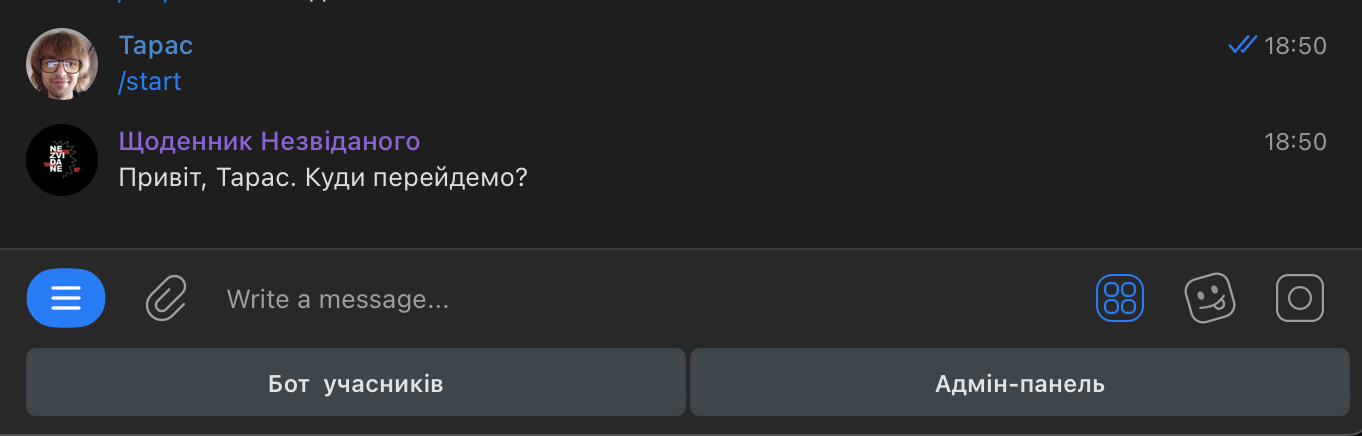 Тарас
18:50
/start
Щоденник Незвіданого
18:50
NE
ZVI
DA
NE
Привіт, Тарас. Куди перейдемо?
Write a message...
Бот учасників
Адмін-панель